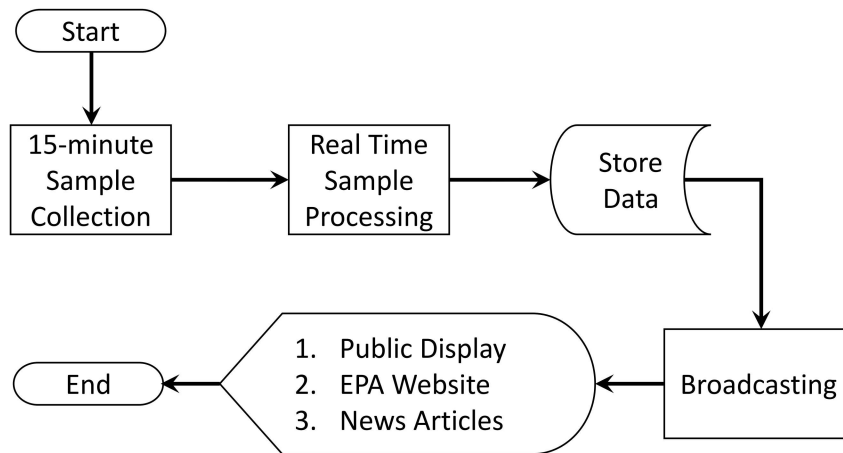 Start
15-minute
Sample
Collection
Real Time
Sample
Processing
Store
Data
Broadcasting
1. Public Display
2. EPA Website
3. News Articles
End